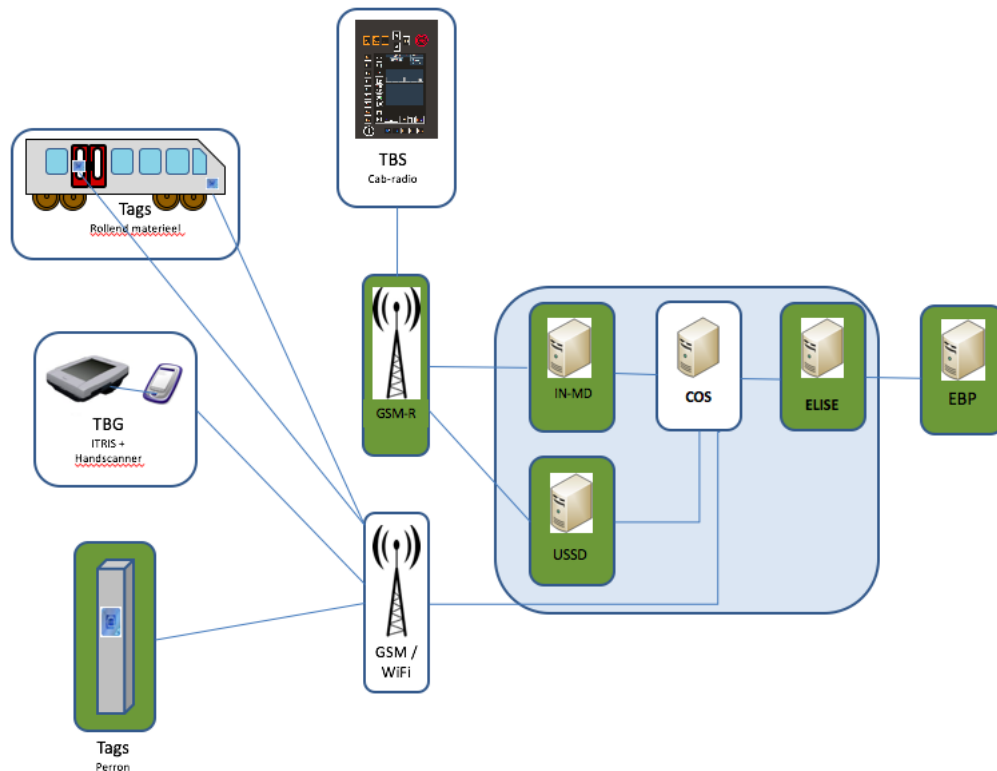 TBS
Cab-radio
Tags
Rollend materieel
TBG
ITRIS +
Handscanner
GSM-R
IN-MD
COS
ELISE
EBP
USSD
GSM /
WiFi
Tags
Perron